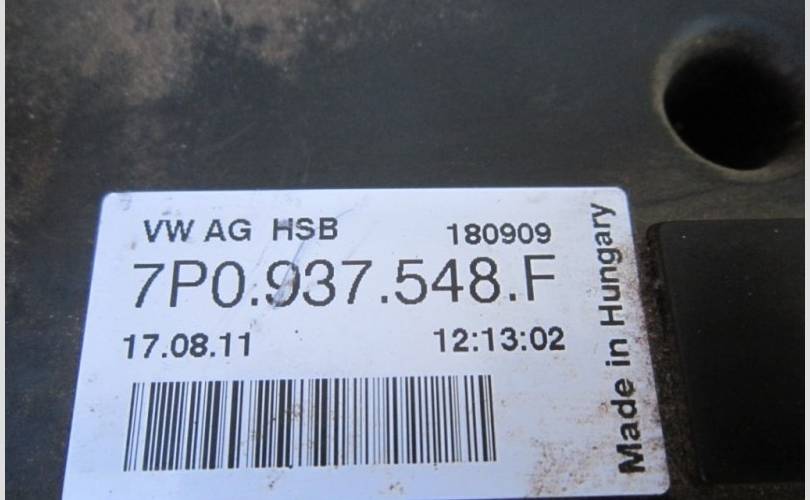 VW AG HSB 180909
7P0.937.548.F
17.08.11 12:13:02
Made in Hungary